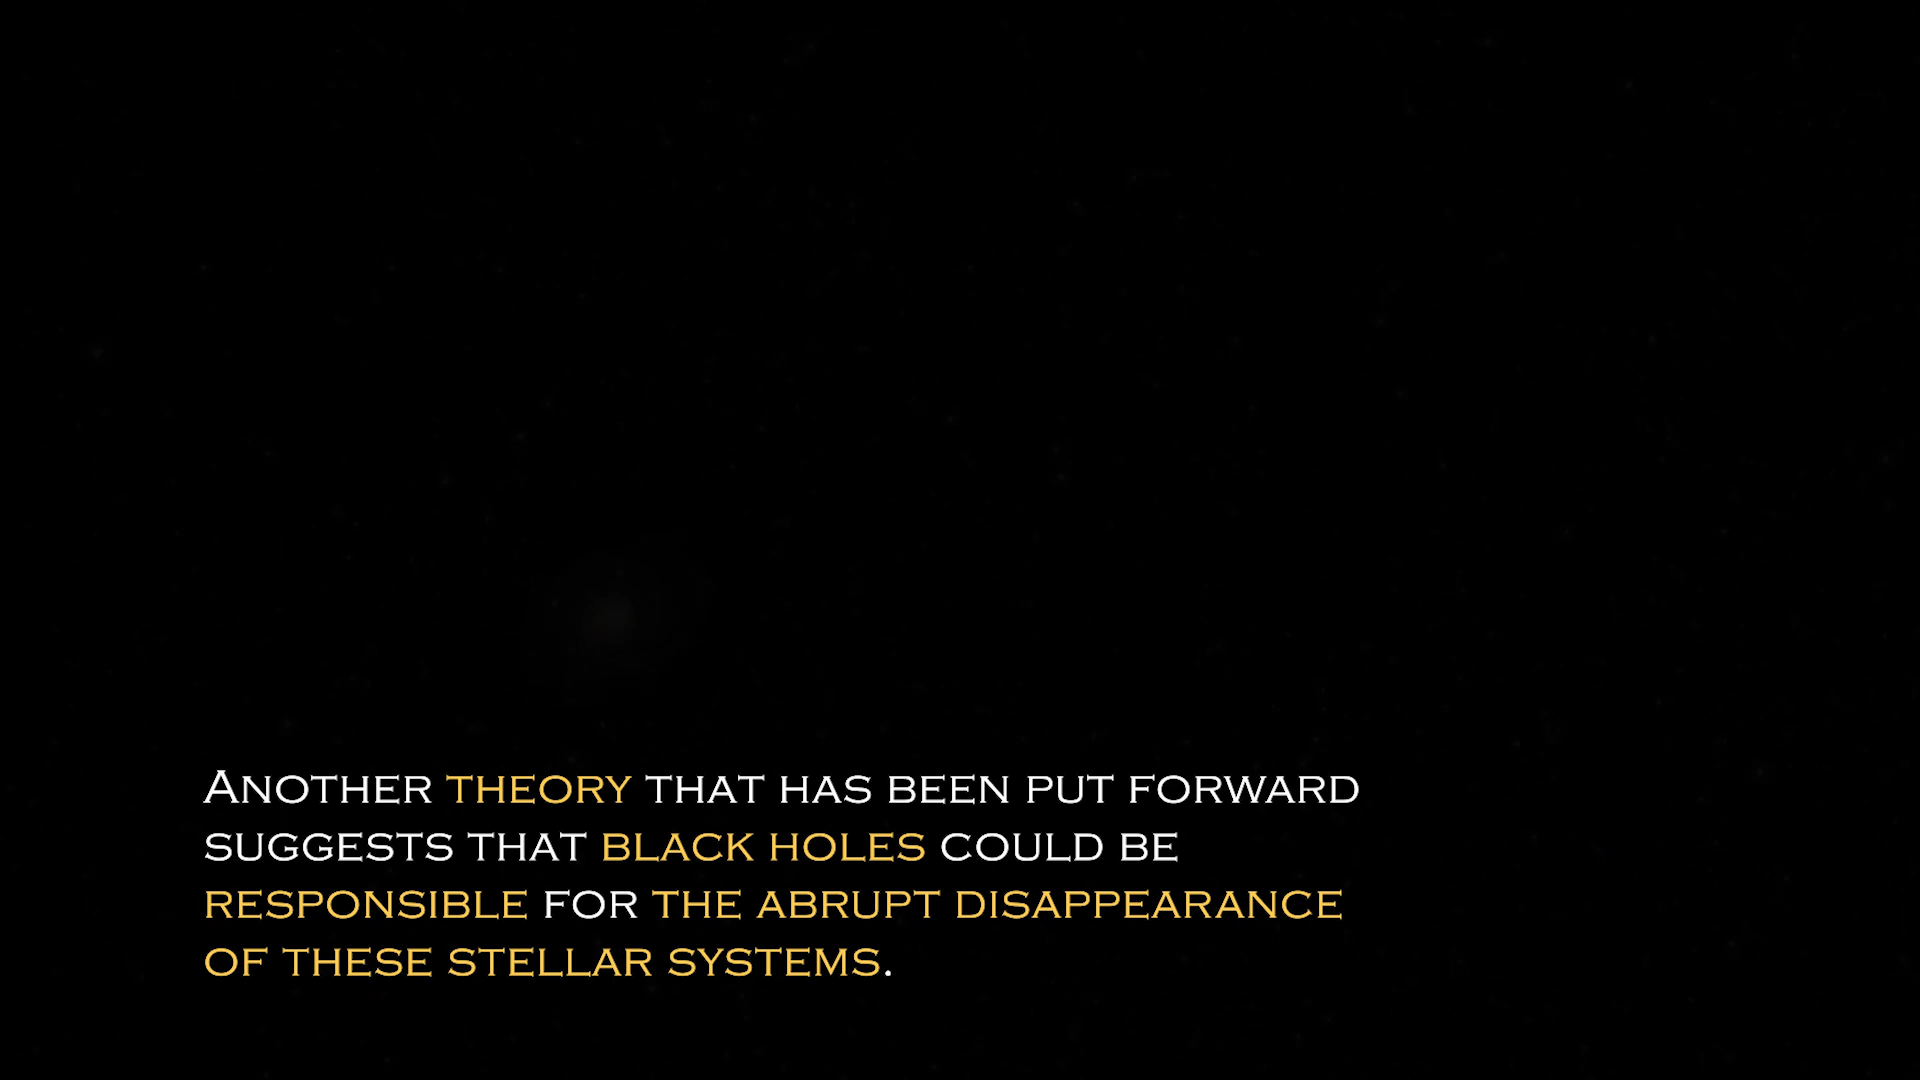 Another theory that has been put forward
suggests that black holes could be
responsible for the abrupt disappearance
of these stellar systems.